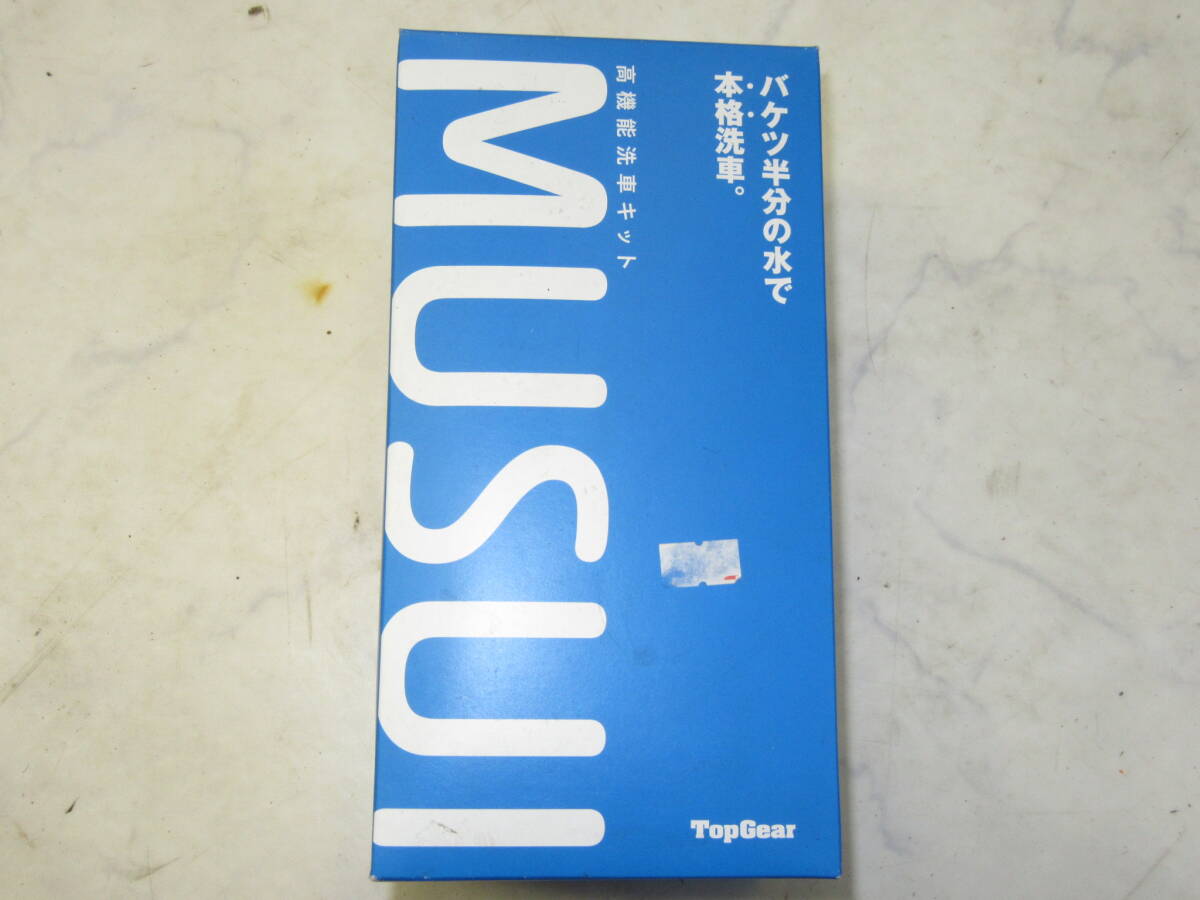 バケツ半分の水で
本格洗車。
高機能洗車キット
MUSUI
TopGear